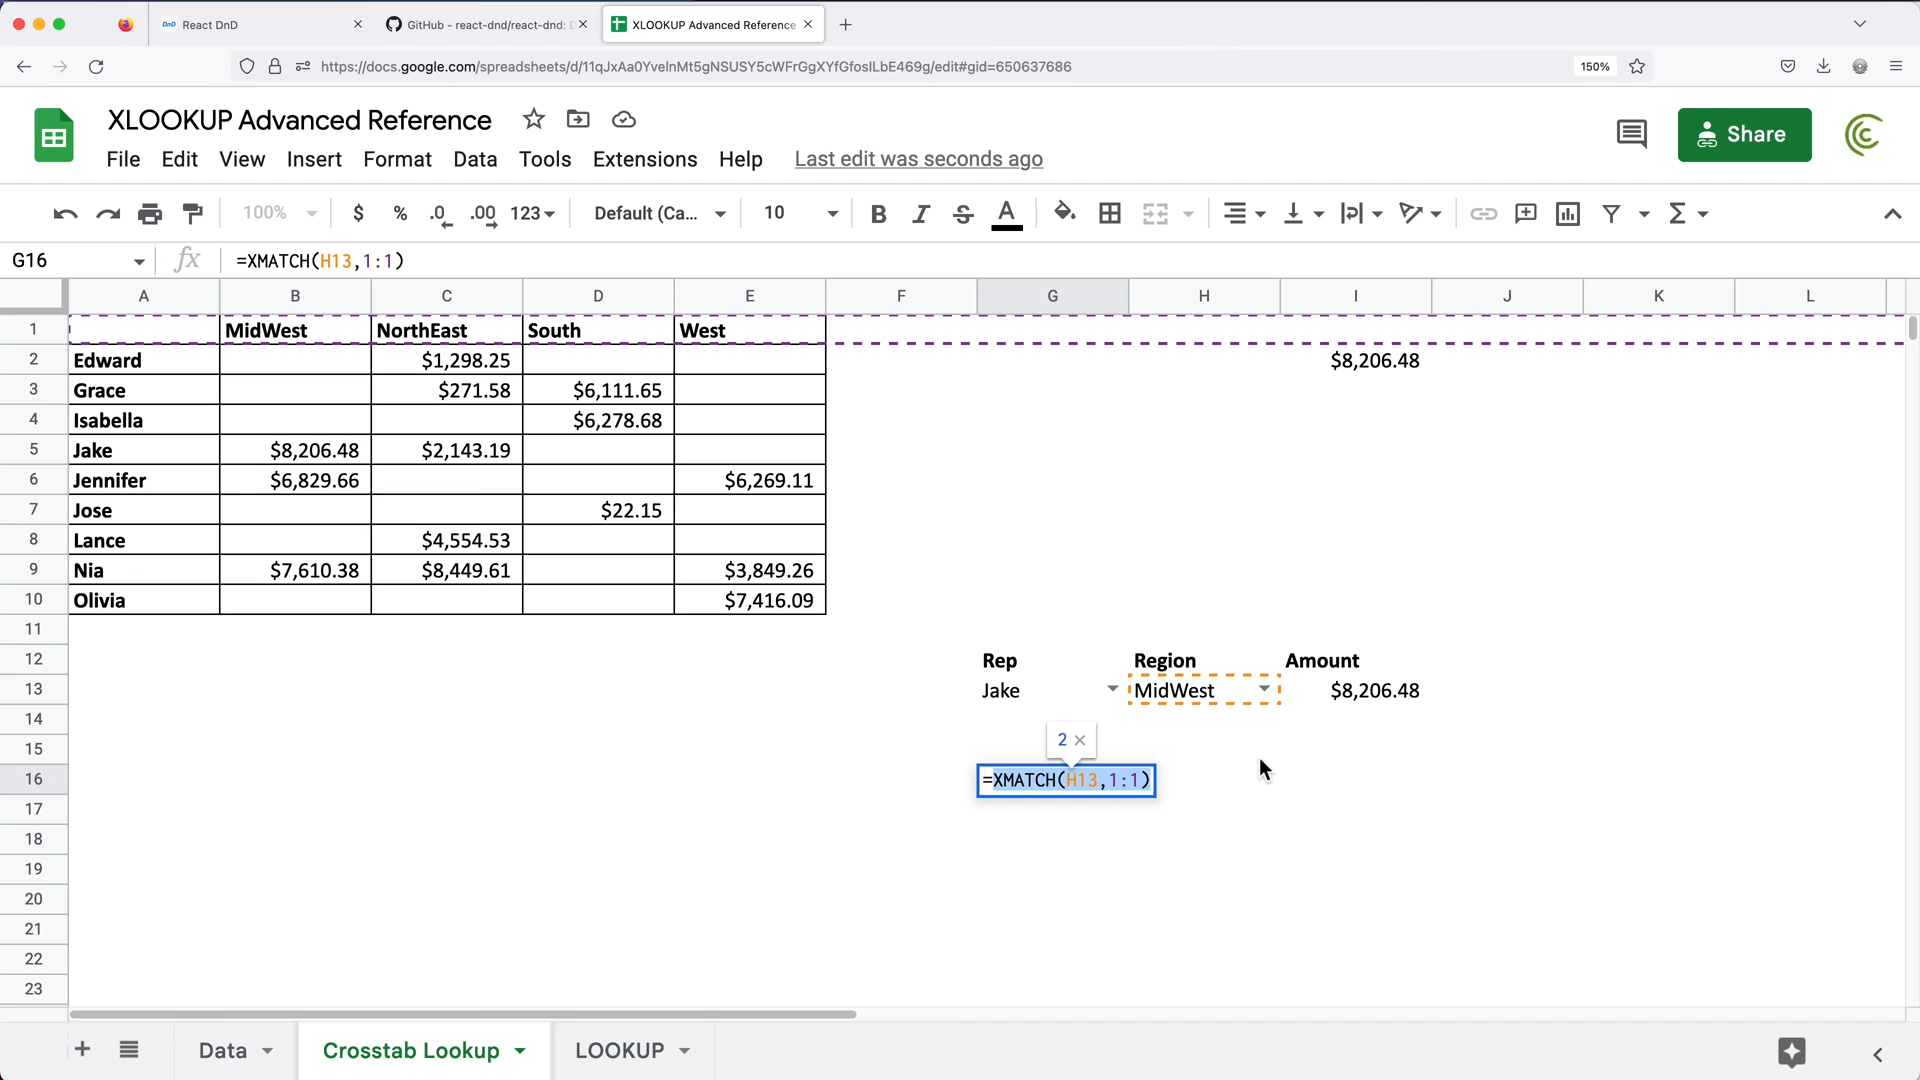 React DnD
GitHub - react-dnd/react-dnd: D
XLOOKUP Advanced Reference
https://docs.google.com/spreadsheets/d/11qJxAa0YvelnMt5gNSUSY5cWFrGgXYfGfosILbE469g/edit#gid=650637686
150%
XLOOKUP Advanced Reference
File Edit View Insert Format Data Tools Extensions Help Last edit was seconds ago
Share
100% $ % .0 .00 123 Default (Ca... 10 B I S A Σ
G16 fx =XMATCH(H13,1:1)
A B C D E F G H I J K L
1 MidWest NorthEast South West
2 Edward $1,298.25 $8,206.48
3 Grace $271.58 $6,111.65
4 Isabella $6,278.68
5 Jake $8,206.48 $2,143.19
6 Jennifer $6,829.66 $6,269.11
7 Jose $22.15
8 Lance $4,554.53
9 Nia $7,610.38 $8,449.61 $3,849.26
10 Olivia $7,416.09
11
12 Rep Region Amount
13 Jake MidWest $8,206.48
14
15 2 ×
16 =XMATCH(H13,1:1)
17
18
19
20
21
22
23
Data Crosstab Lookup LOOKUP